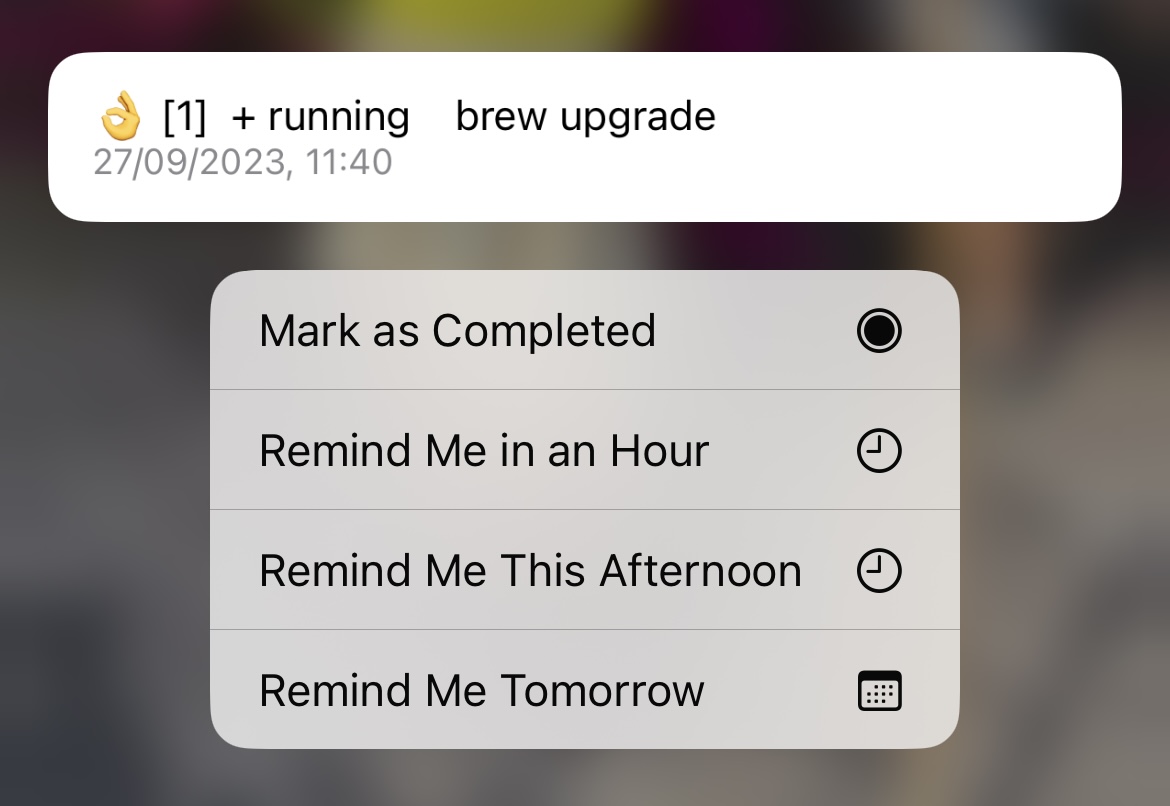 👌 [1]  + running    brew upgrade
27/09/2023, 11:40
Mark as Completed
Remind Me in an Hour
Remind Me This Afternoon
Remind Me Tomorrow